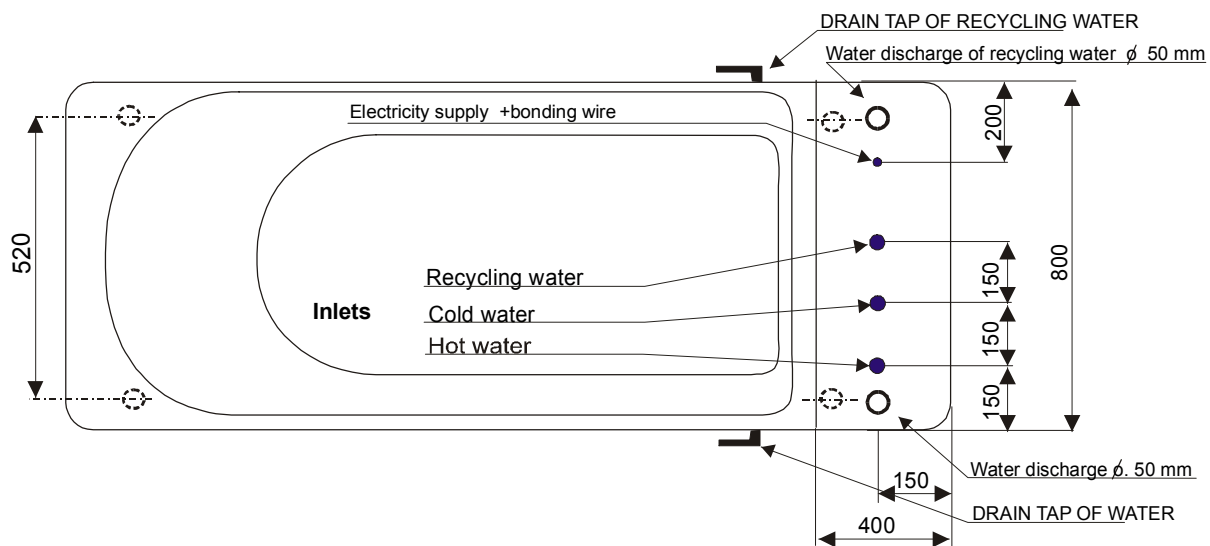 DRAIN TAP OF RECYCLING WATER
Water discharge of recycling water ϕ 50 mm
Electricity supply +bonding wire
200
520
800
Recycling water
150
Inlets
Cold water
150
Hot water
150
Water discharge ϕ. 50 mm
150
DRAIN TAP OF WATER
400